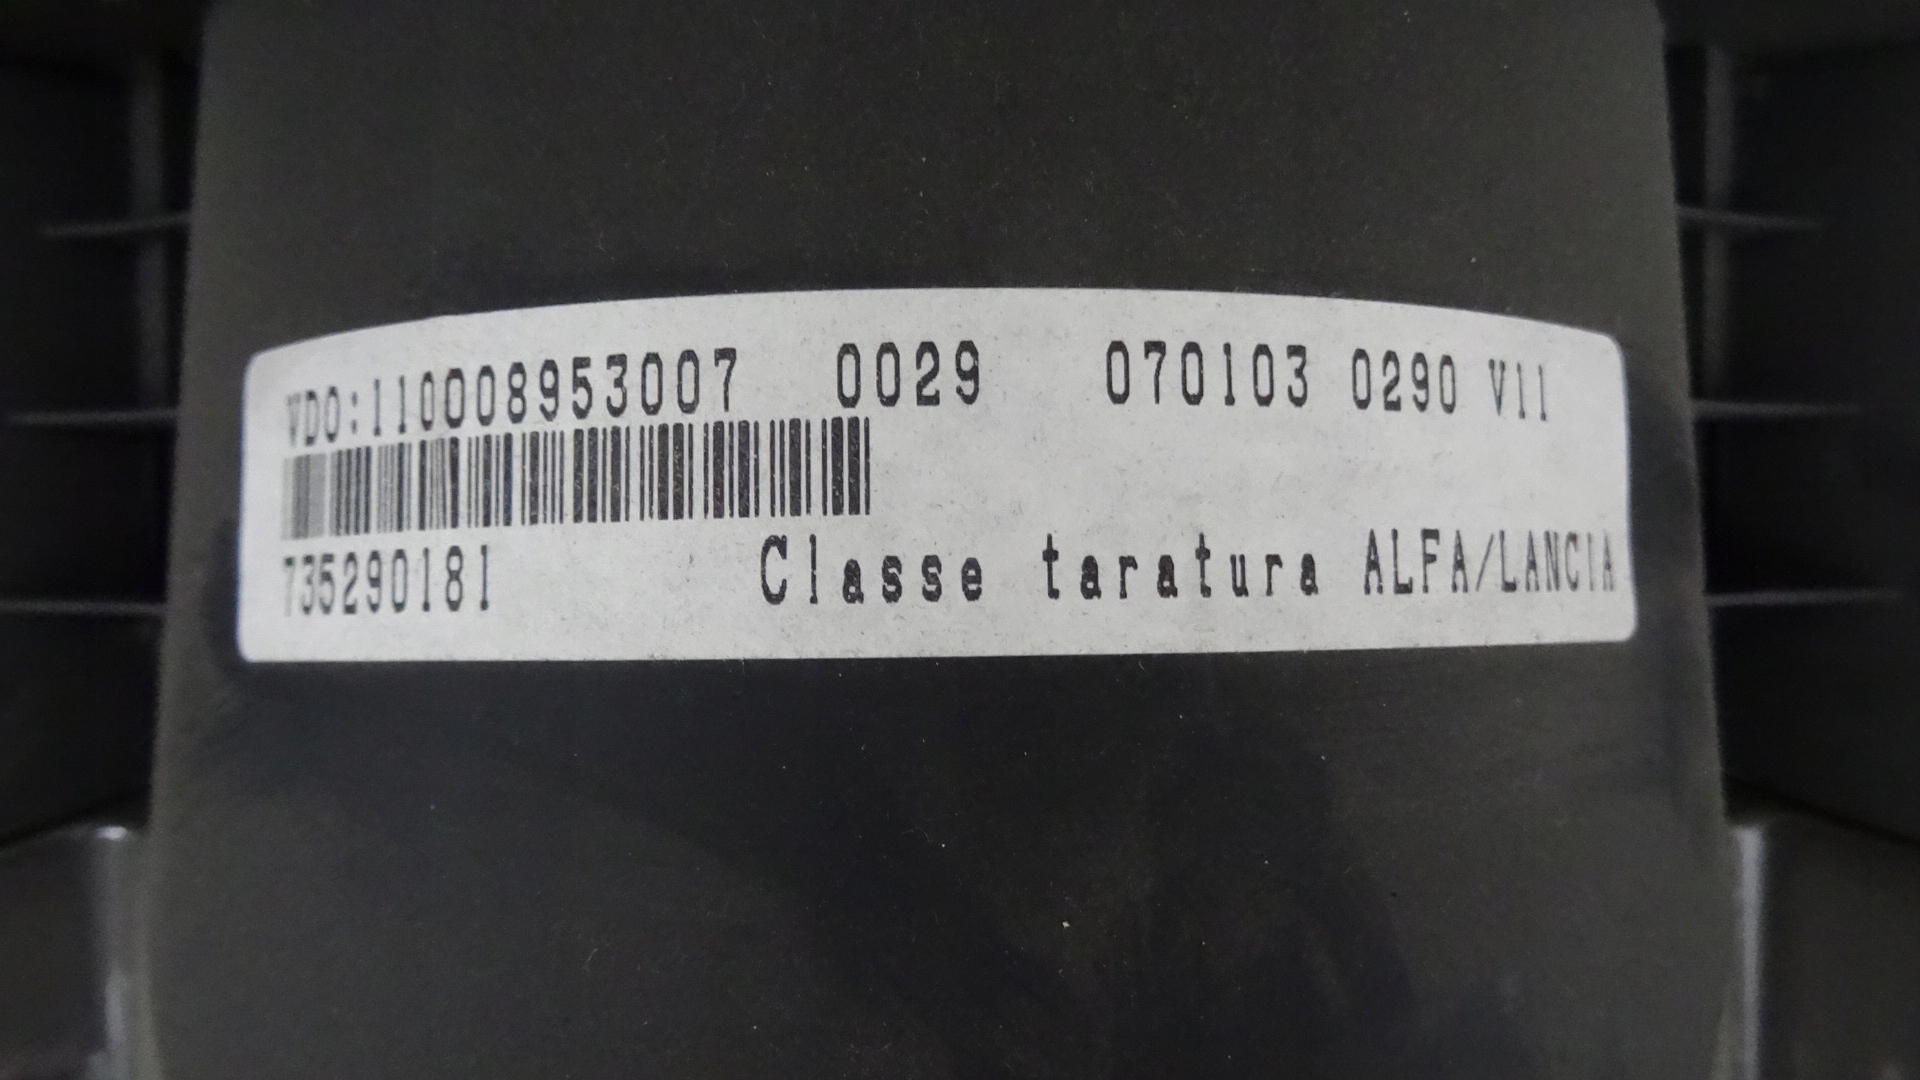 VDO:110008953007 0029 070103 0290 V11
735290181 Classe taratura ALFA/LANCIA